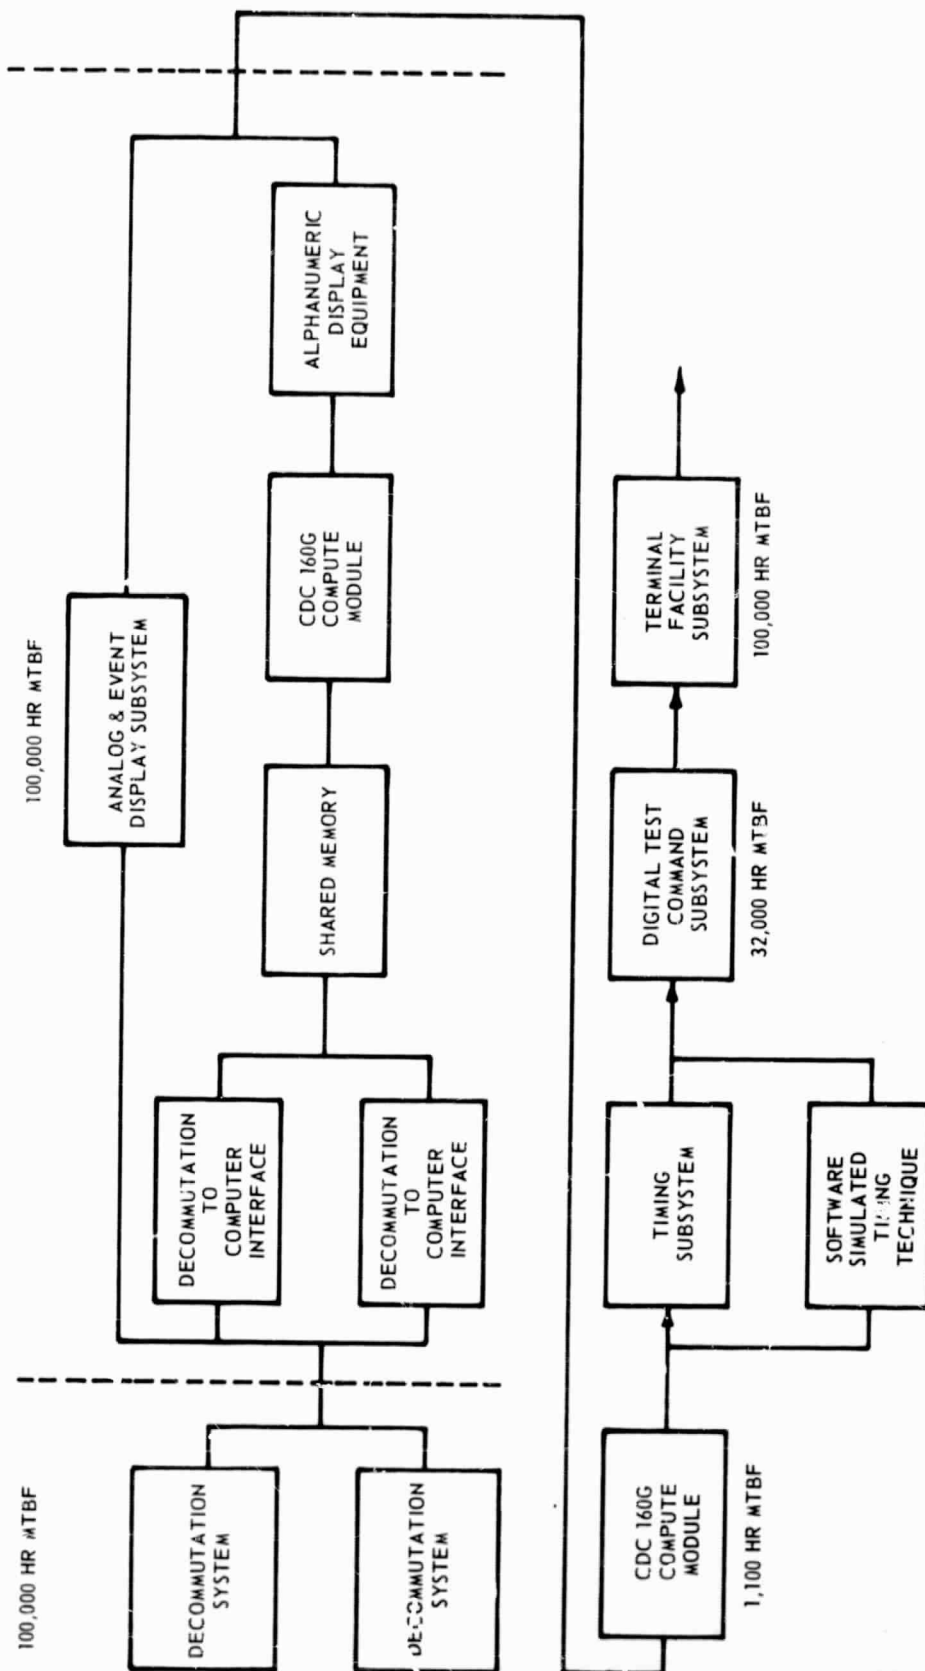 100,000 HR MTBF
DECOMMUTATION
SYSTEM
DECOMMUTATION
SYSTEM
100,000 HR MTBF
ANALOG & EVENT
DISPLAY SUBSYSTEM
DECOMMUTATION
TO
COMPUTER
INTERFACE
DECOMMUTATION
TO
COMPUTER
INTERFACE
SHARED MEMORY
CDC 160G
COMPUTE
MODULE
ALPHANUMERIC
DISPLAY
EQUIPMENT
CDC 160G
COMPUTE
MODULE
1,100 HR MTBF
TIMING
SUBSYSTEM
SOFTWARE
SIMULATED
TIMING
TECHNIQUE
DIGITAL TEST
COMMAND
SUBSYSTEM
32,000 HR MTBF
TERMINAL
FACILITY
SUBSYSTEM
100,000 HR MTBF